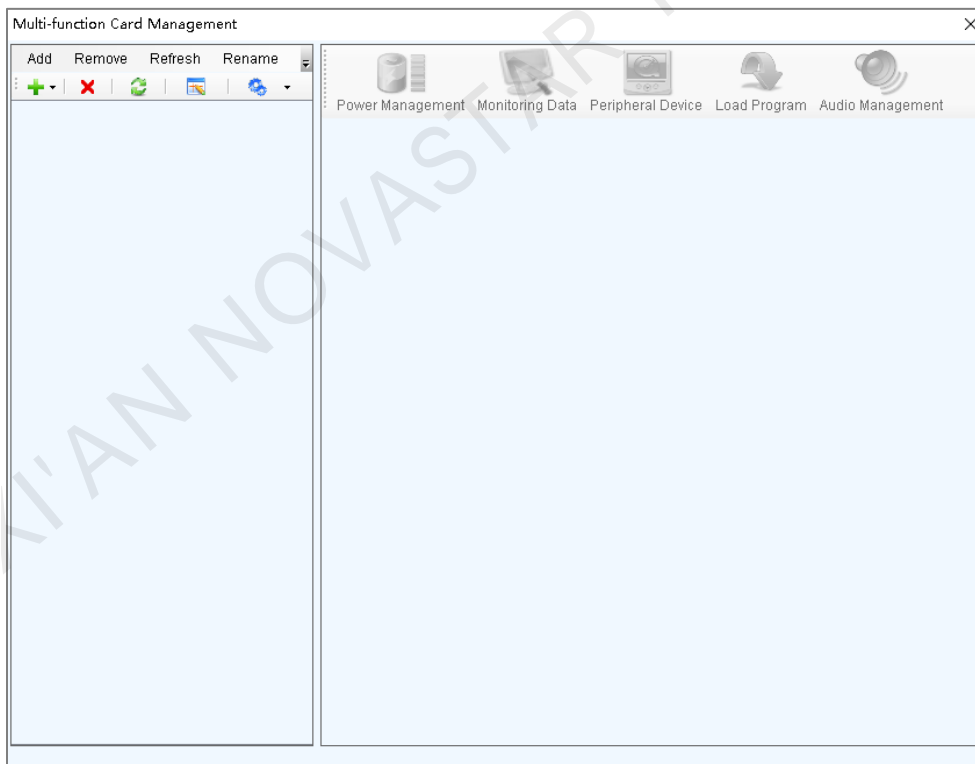 Multi-function Card Management
Add Remove Refresh Rename
Power Management Monitoring Data Peripheral Device Load Program Audio Management
XI'AN NOVASTAR